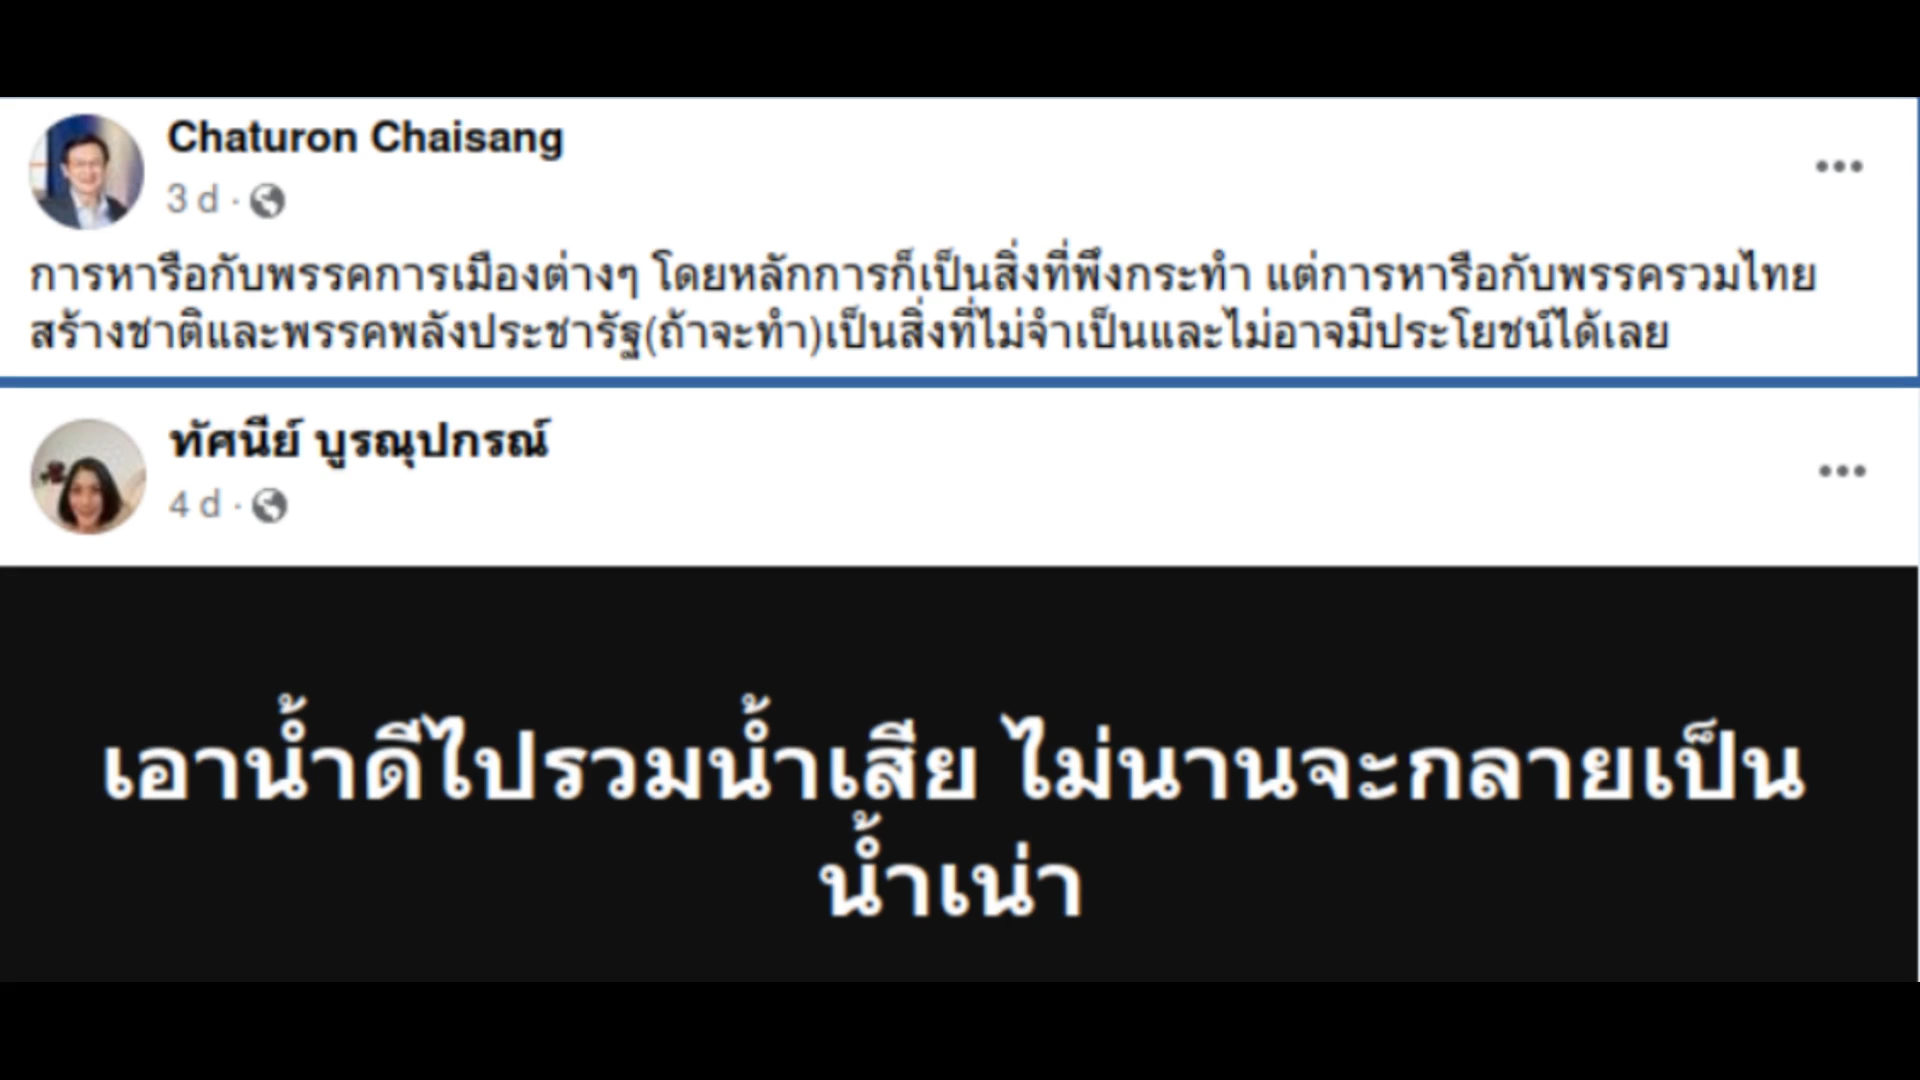 Chaturon Chaisang
3 d ·
การหารือกับพรรคการเมืองต่างๆ โดยหลักการก็เป็นสิ่งที่พึงกระทำ แต่การหารือกับพรรครวมไทย
สร้างชาติและพรรคพลังประชารัฐ(ถ้าจะทำ)เป็นสิ่งที่ไม่จำเป็นและไม่อาจมีประโยชน์ได้เลย
ทัศนีย์ บูรณุปกรณ์
4 d ·
เอาน้ำดีไปรวมน้ำเสีย ไม่นานจะกลายเป็น
น้ำเน่า